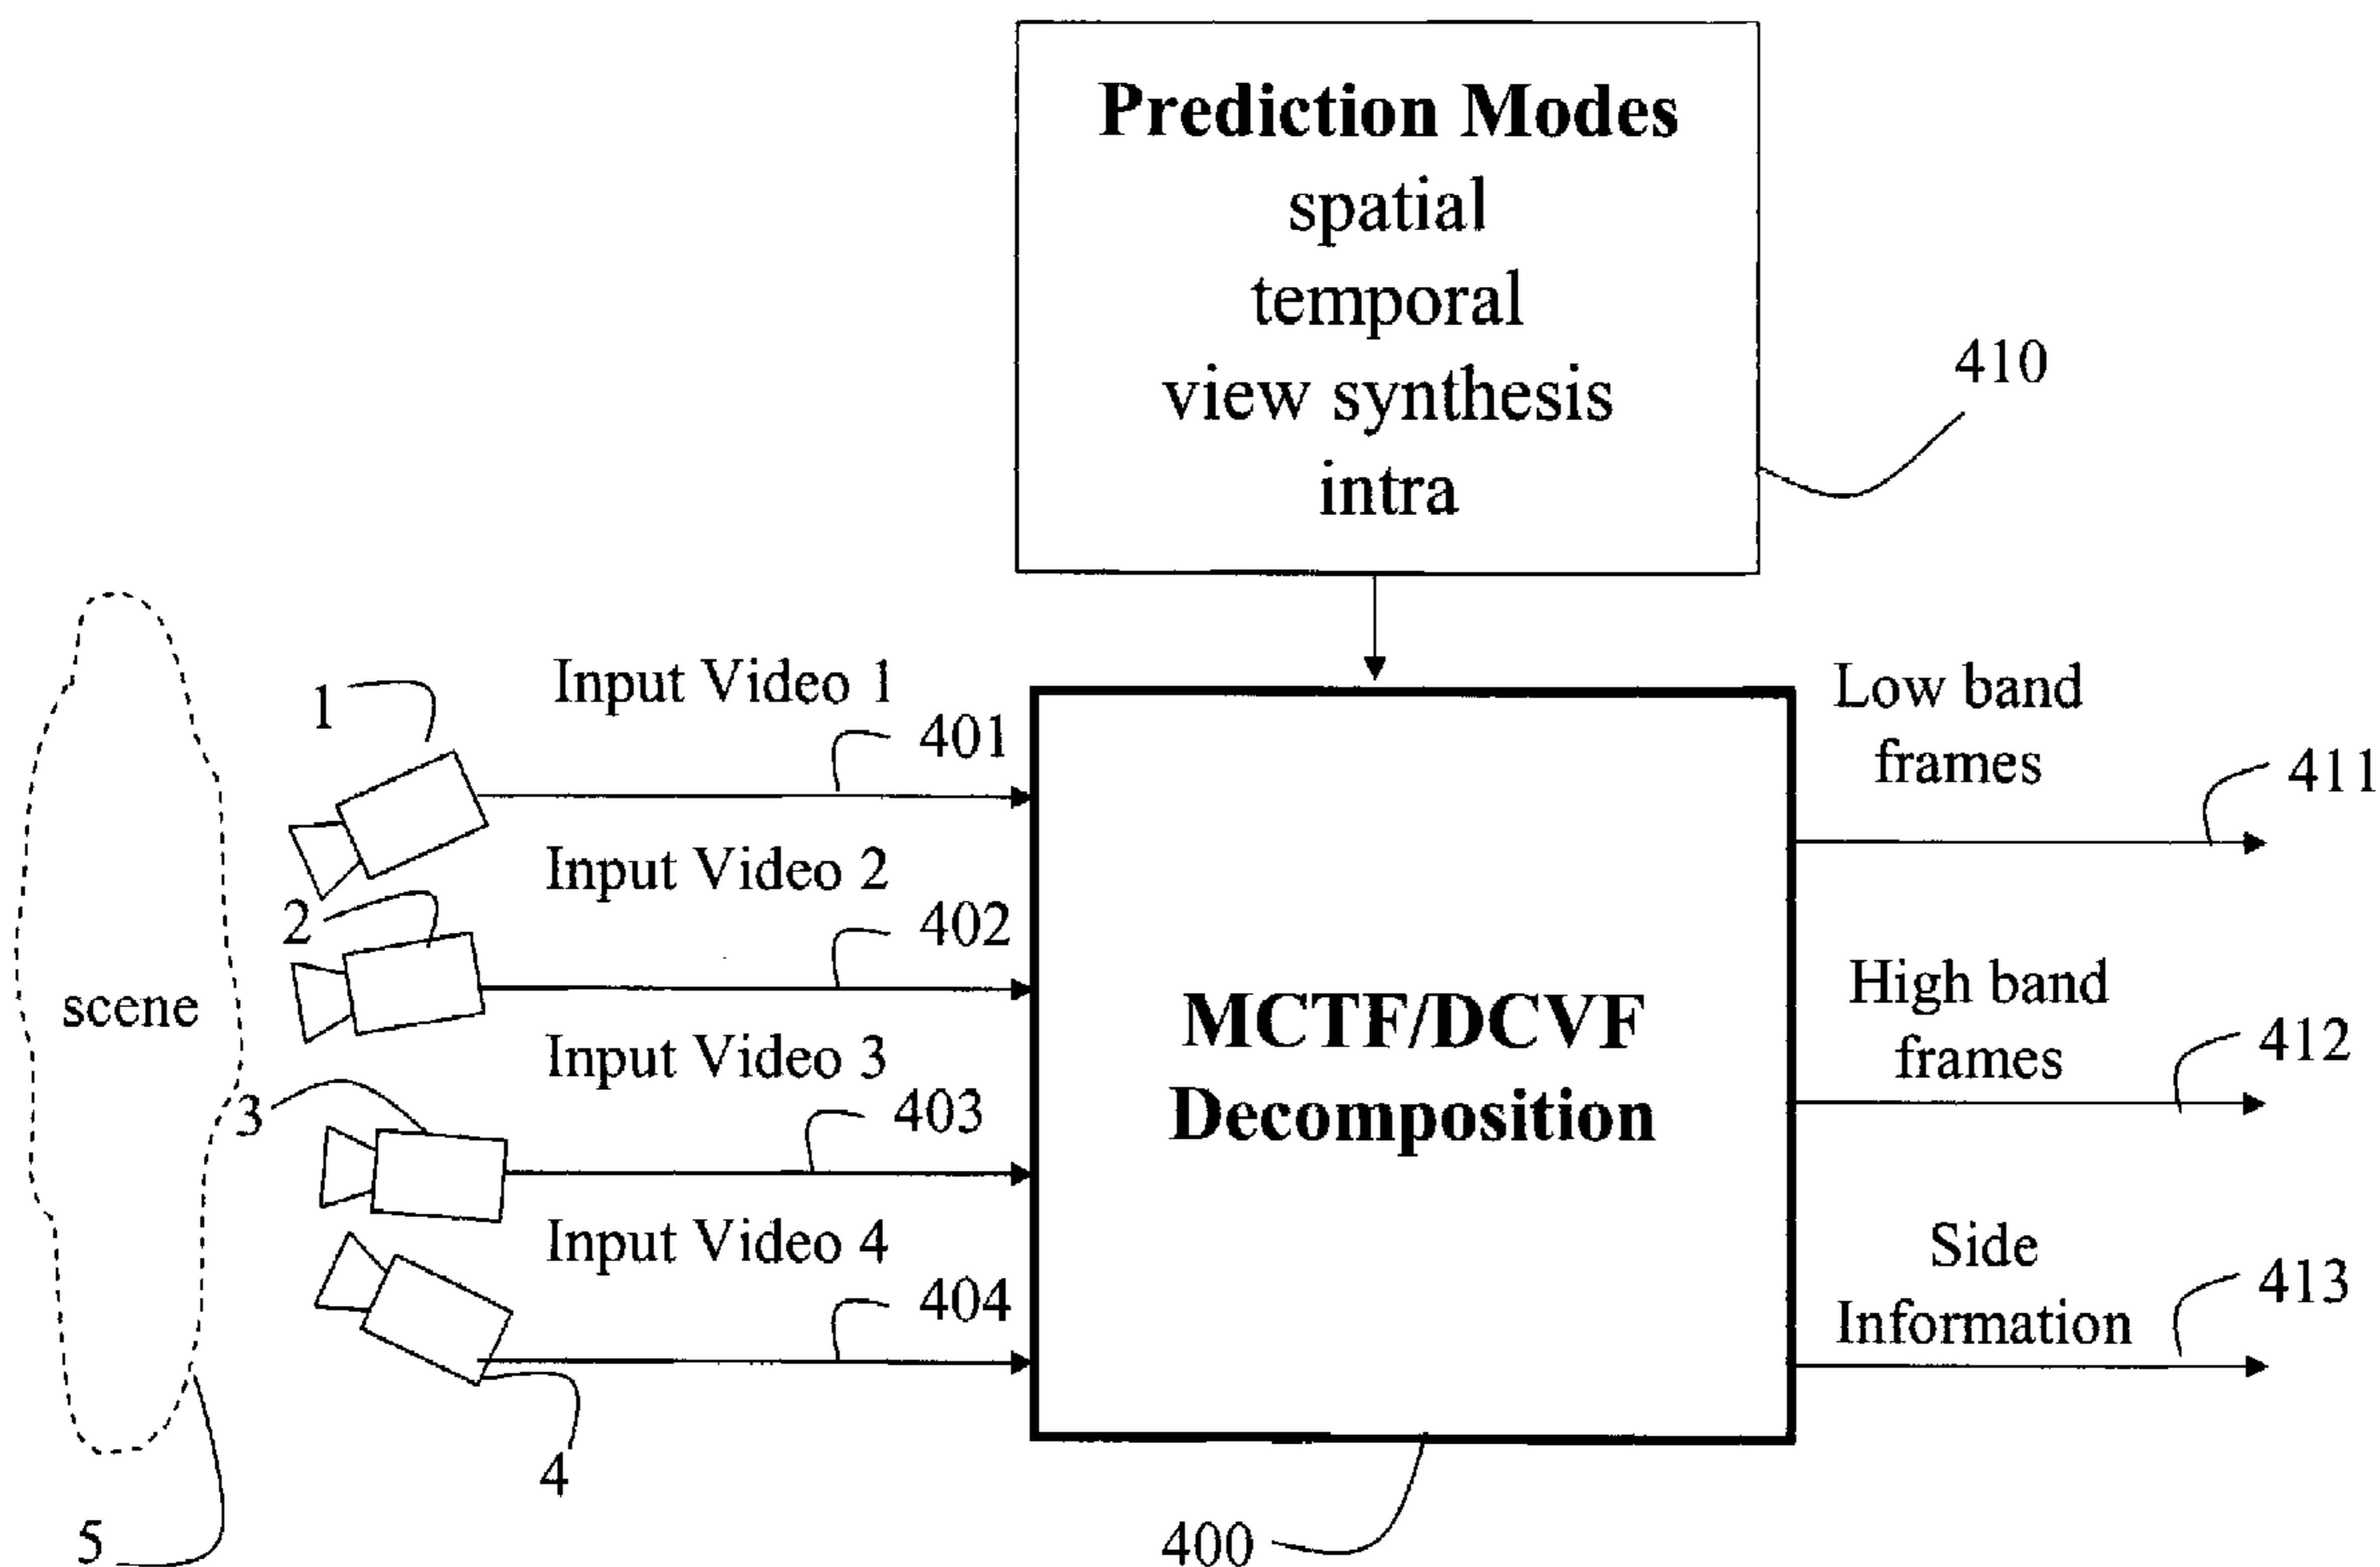 Prediction Modes
spatial
temporal
view synthesis
intra
410
Input Video 1
1
401
Low band
frames
411
Input Video 2
2
402
High band
frames
412
scene
MCTF/DCVF
Decomposition
Input Video 3
3
403
Input Video 4
404
Side
Information
413
4
5
400